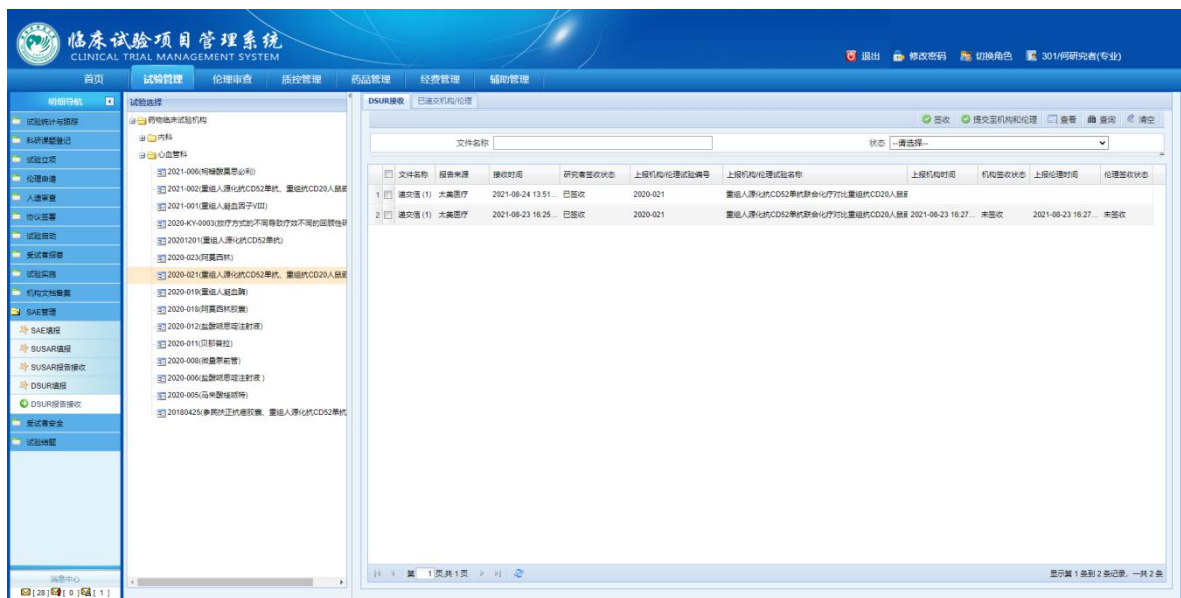 临床试验项目管理系统
CLINICAL TRIAL MANAGEMENT SYSTEM
退出 修改密码 切换角色 301/何研究者(专业)
首页 试验管理 伦理审查 质控管理 药品管理 经费管理 辅助管理
明细导航
试验统计与跟踪
科研课题登记
试验立项
伦理申请
人遗审查
协议签署
试验启动
受试者招募
试验实施
机构文档备案
SAE管理
SAE填报
SUSAR填报
SUSAR报告接收
DSUR填报
DSUR报告接收
受试者安全
试验结题
消息中心
[ 28 ] [ 0 ] [ 1 ]
试验选择
药物临床试验机构
内科
心血管科
2021-006(枸橼酸莫思必利)
2021-002(重组人源化抗CD52单抗、重组抗CD20人鼠嵌
2021-001(重组人凝血因子VIII)
2020-KY-0003(放疗方式的不同导致疗效不同的回顾性研
20201201(重组人源化抗CD52单抗)
2020-023(阿莫西林)
2020-021(重组人源化抗CD52单抗、重组抗CD20人鼠嵌
2020-019(重组人凝血酶)
2020-018(阿莫西林胶囊)
2020-012(盐酸哌思啶注射液)
2020-011(贝那普拉)
2020-008(微量泵前管)
2020-006(盐酸哌思啶注射液 )
2020-005(马来酸桂哌特)
20180425(参芪扶正抗癌胶囊、重组人源化抗CD52单抗
DSUR接收 已递交机构/伦理
签收 提交至机构和伦理 查看 查询 清空
文件名称 状态 --请选择--
文件名称 报告来源 接收时间 研究者签收状态 上报机构/伦理试验编号 上报机构/伦理试验名称 上报机构时间 机构签收状态 上报伦理时间 伦理签收状态
1 递交信 (1) 太美医疗 2021-08-24 13:51... 已签收 2020-021 重组人源化抗CD52单抗联合化疗对比重组抗CD20人鼠嵌
2 递交信 (1) 太美医疗 2021-08-23 16:25... 已签收 2020-021 重组人源化抗CD52单抗联合化疗对比重组抗CD20人鼠嵌 2021-08-23 16:27... 未签收 2021-08-23 16:27... 未签收
第 1 页,共 1 页
显示第 1 条到 2 条记录，一共 2 条